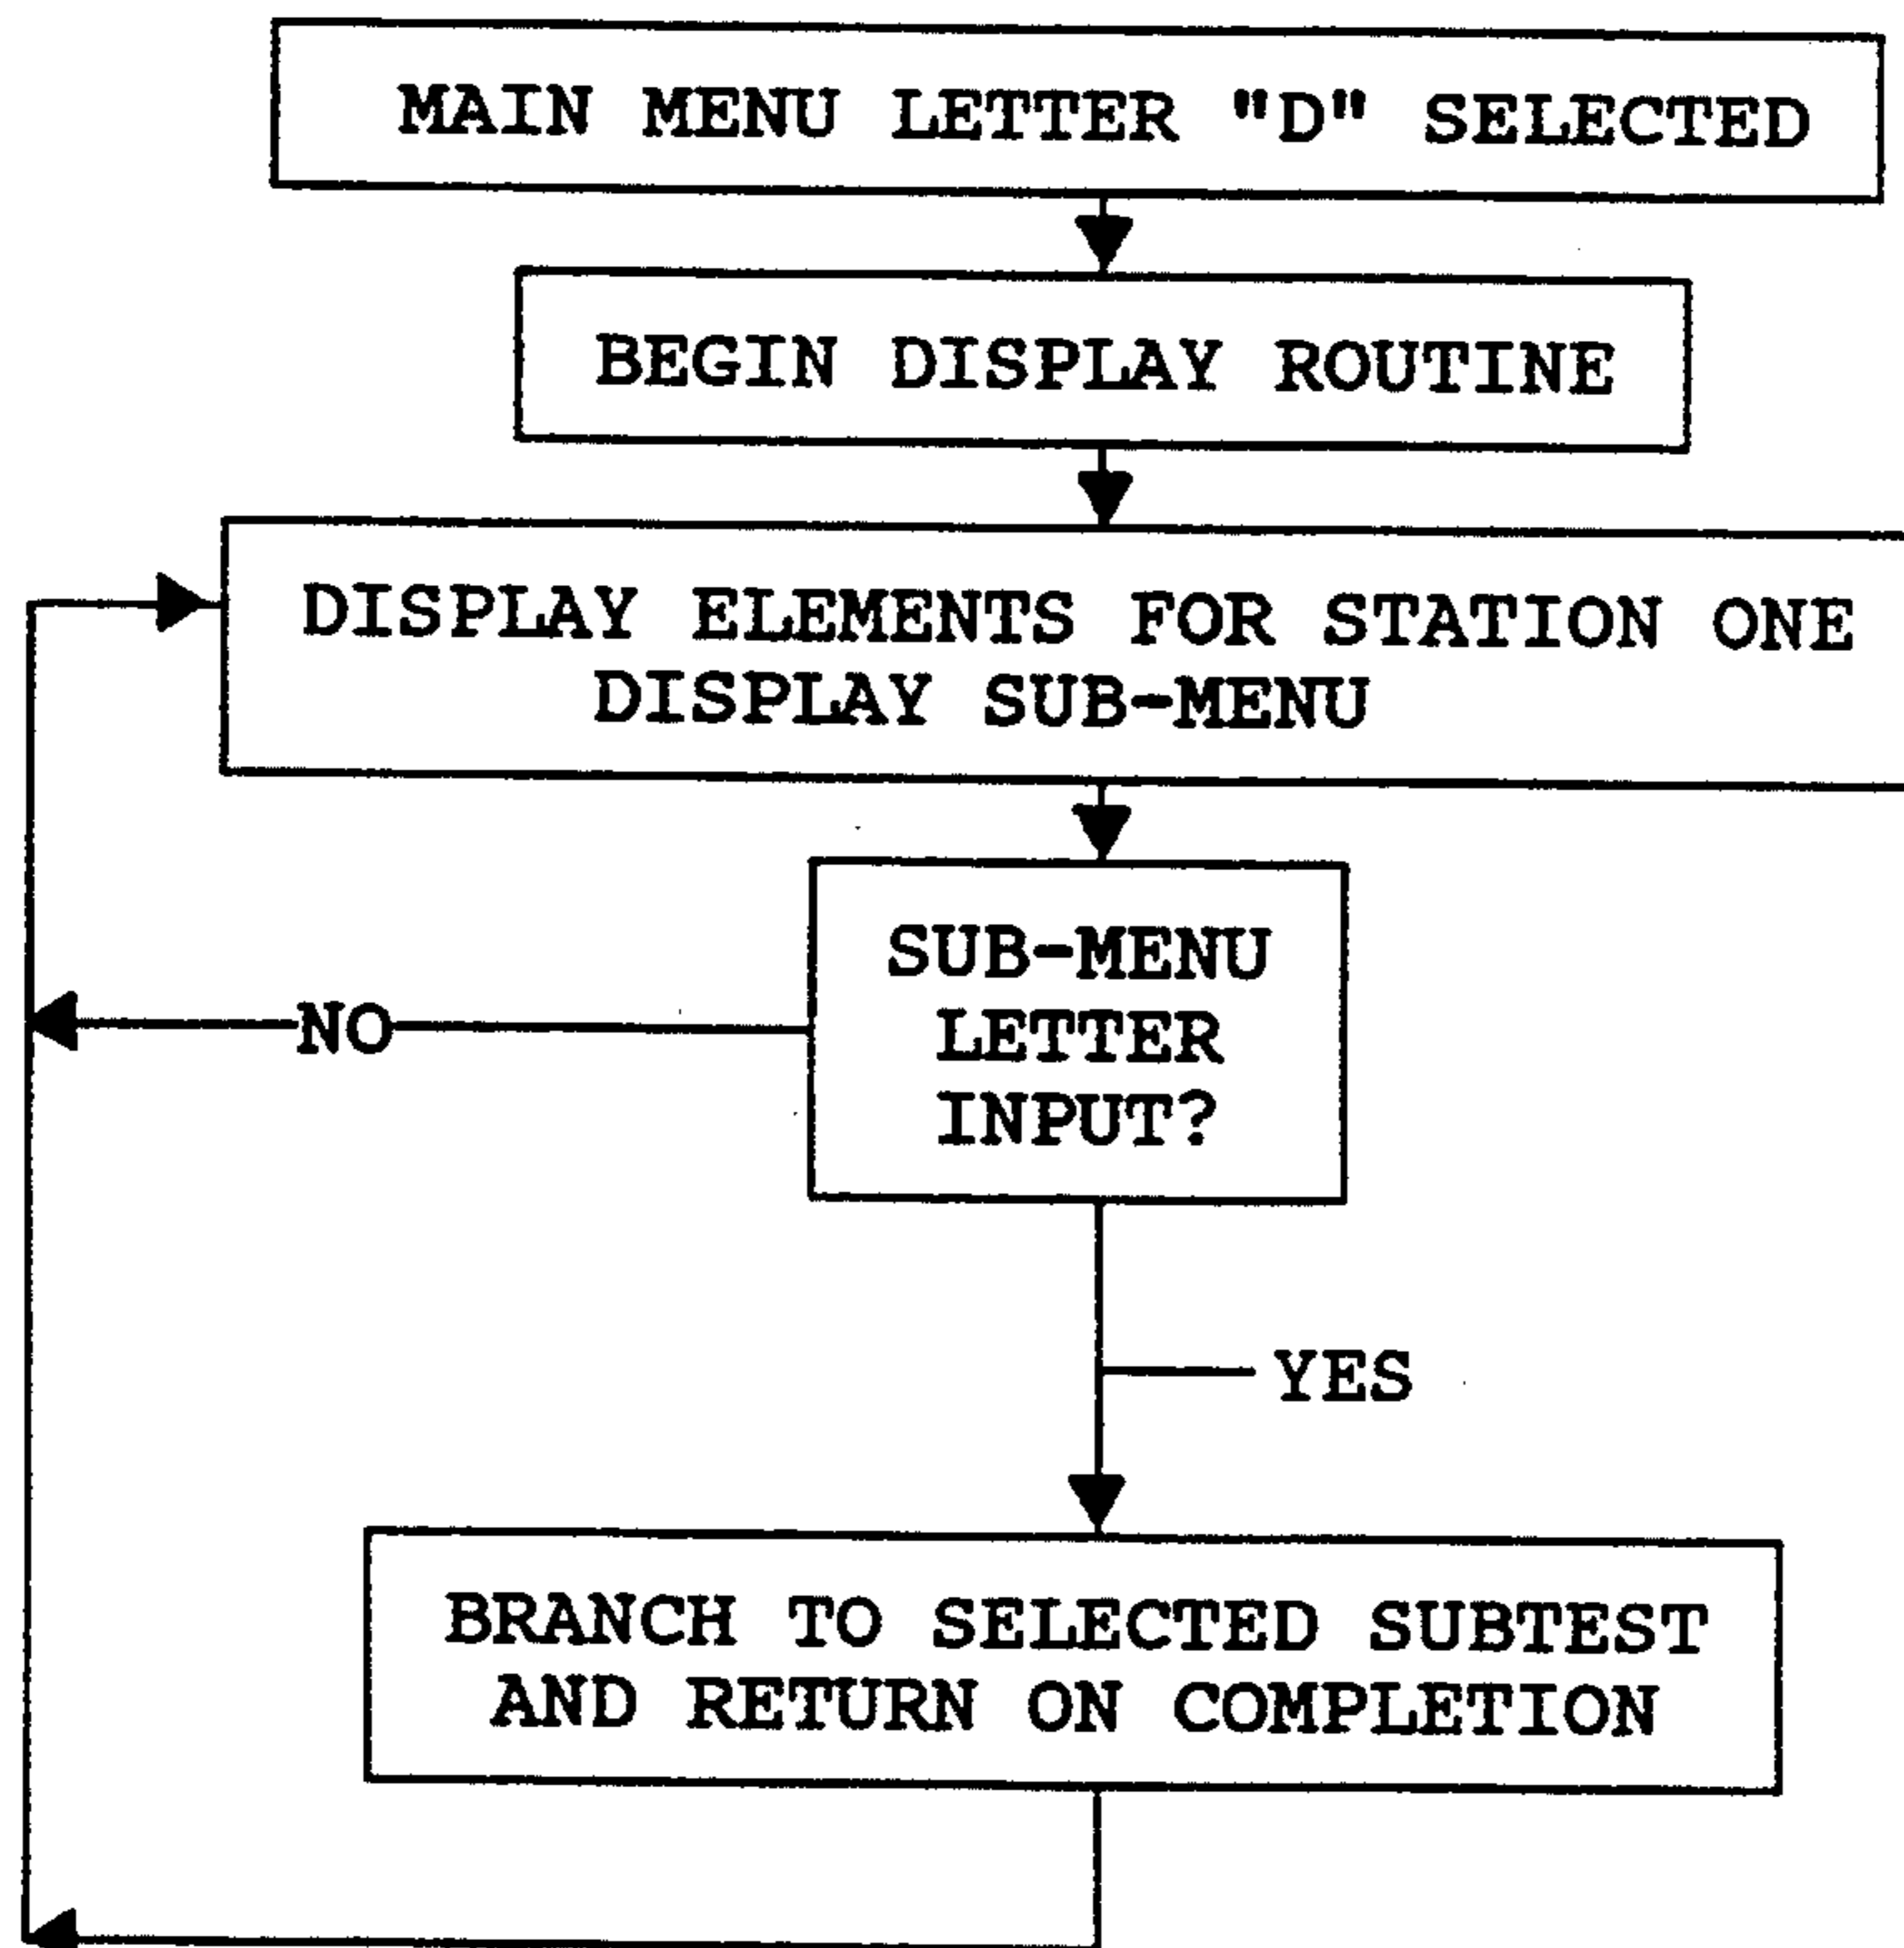 MAIN MENU LETTER "D" SELECTED
BEGIN DISPLAY ROUTINE
DISPLAY ELEMENTS FOR STATION ONE
DISPLAY SUB-MENU
SUB-MENU
LETTER
INPUT?
NO
YES
BRANCH TO SELECTED SUBTEST
AND RETURN ON COMPLETION